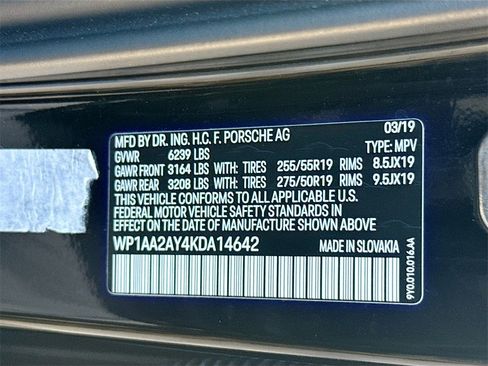 03/19
MFD BY DR. ING. H.C. F. PORSCHE AG
GVWR 6239 LBS TYPE: MPV
GAWR FRONT 3164 LBS WITH: TIRES 255/55R19 RIMS 8.5JX19
GAWR REAR 3208 LBS WITH: TIRES 275/50R19 RIMS 9.5JX19
THIS VEHICLE CONFORMS TO ALL APPLICABLE U.S.
FEDERAL MOTOR VEHICLE SAFETY STANDARDS IN
EFFECT ON THE DATE OF MANUFACTURE SHOWN ABOVE
WP1AA2AY4KDA14642 MADE IN SLOVAKIA
9Y0.010.016.AA